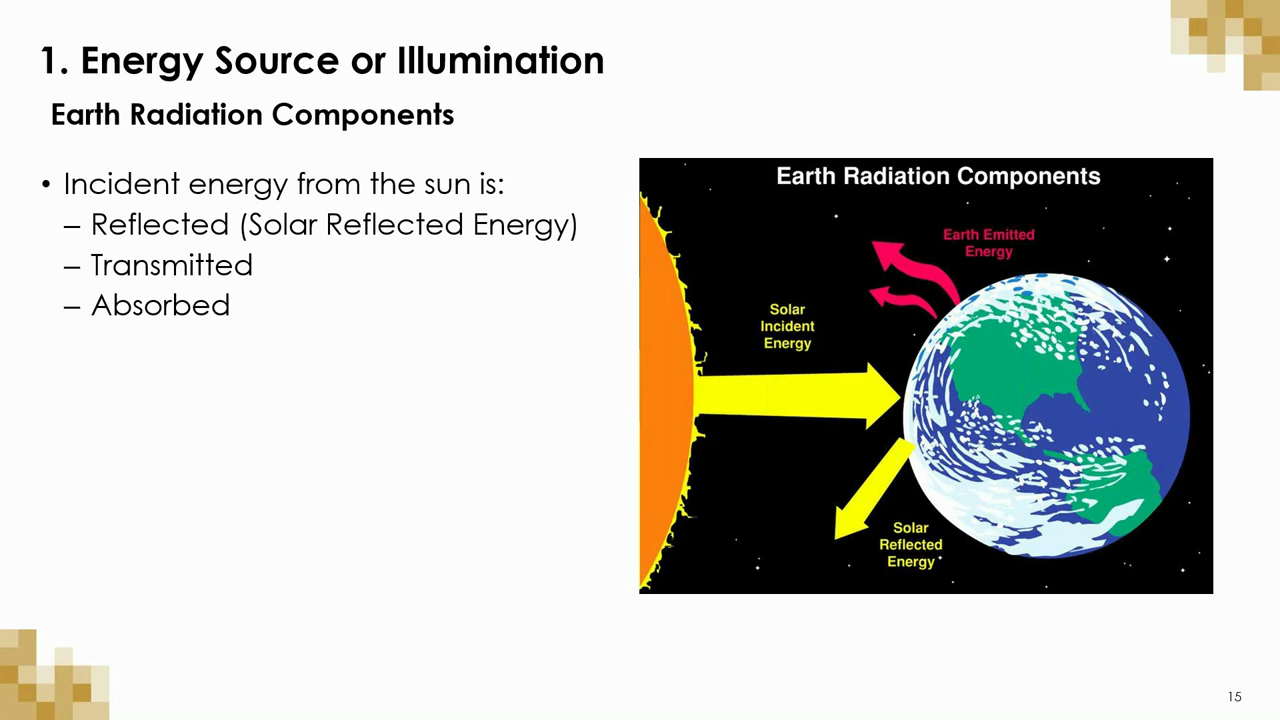 1. Energy Source or Illumination
Earth Radiation Components
• Incident energy from the sun is:
– Reflected (Solar Reflected Energy)
– Transmitted
– Absorbed
Earth Radiation Components
Earth Emitted
Energy
Solar
Incident
Energy
Solar
Reflected
Energy
15